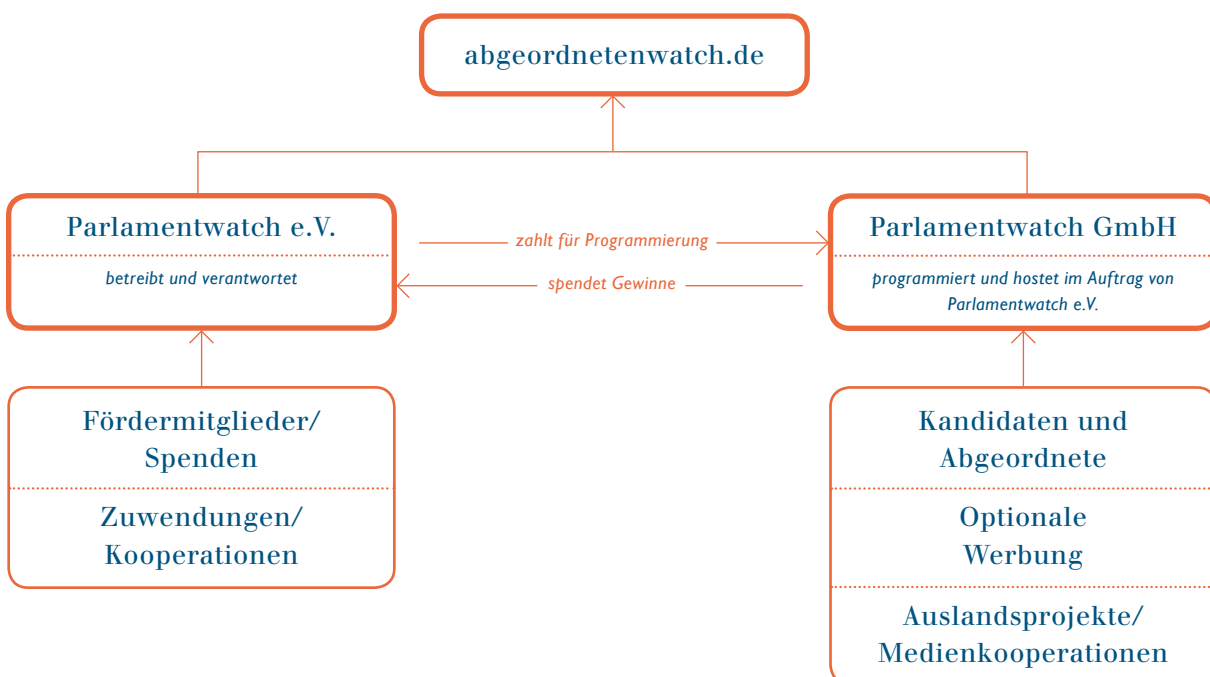 abgeordnetenwatch.de
Parlamentwatch e.V.
betreibt und verantwortet
zahlt für Programmierung
spendet Gewinne
Parlamentwatch GmbH
programmiert und hostet im Auftrag von
Parlamentwatch e.V.
Fördermitglieder/
Spenden
Zuwendungen/
Kooperationen
Kandidaten und
Abgeordnete
Optionale
Werbung
Auslandsprojekte/
Medienkooperationen